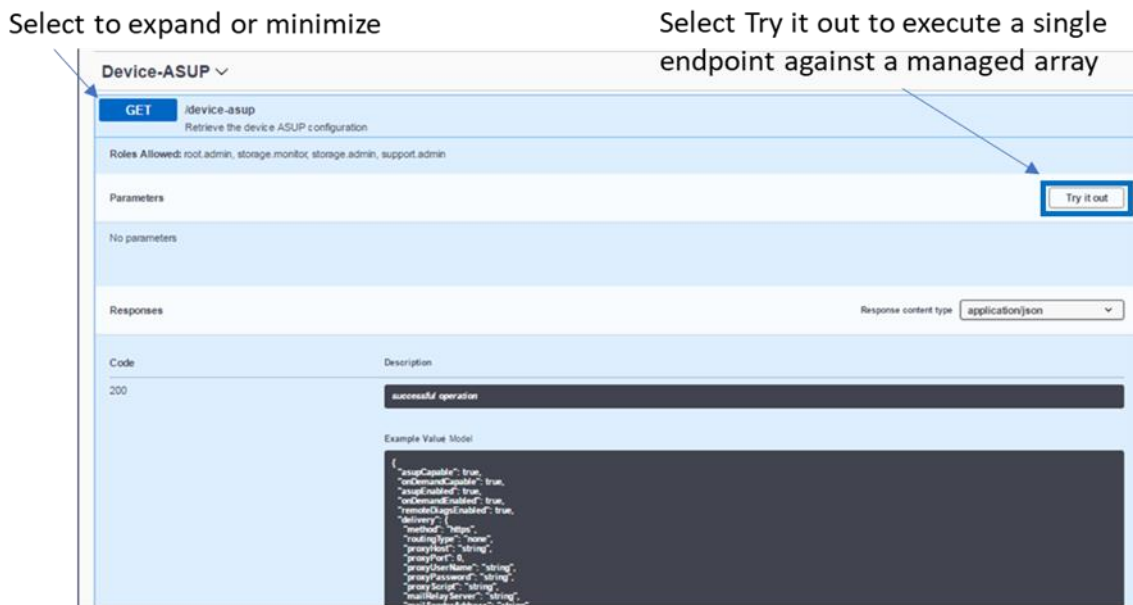 Select to expand or minimize
Select Try it out to execute a single
endpoint against a managed array
Device-ASUP
GET /device-asup
Retrieve the device ASUP configuration
Roles Allowed: root.admin, storage.monitor, storage.admin, support.admin
Parameters
Try it out
No parameters
Responses
Response content type application/json
Code Description
200 successful operation
Example Value Model
{
"asupCapable": true,
"onDemandCapable": true,
"asupEnabled": true,
"onDemandEnabled": true,
"remoteDiagsEnabled": true,
"delivery": {
"method": "https",
"routingType": "none",
"proxyHost": "string",
"proxyPort": 0,
"proxyUserName": "string",
"proxyPassword": "string",
"proxyScript": "string",
"mailRelayServer": "string",
"mailSenderAddress": "string"